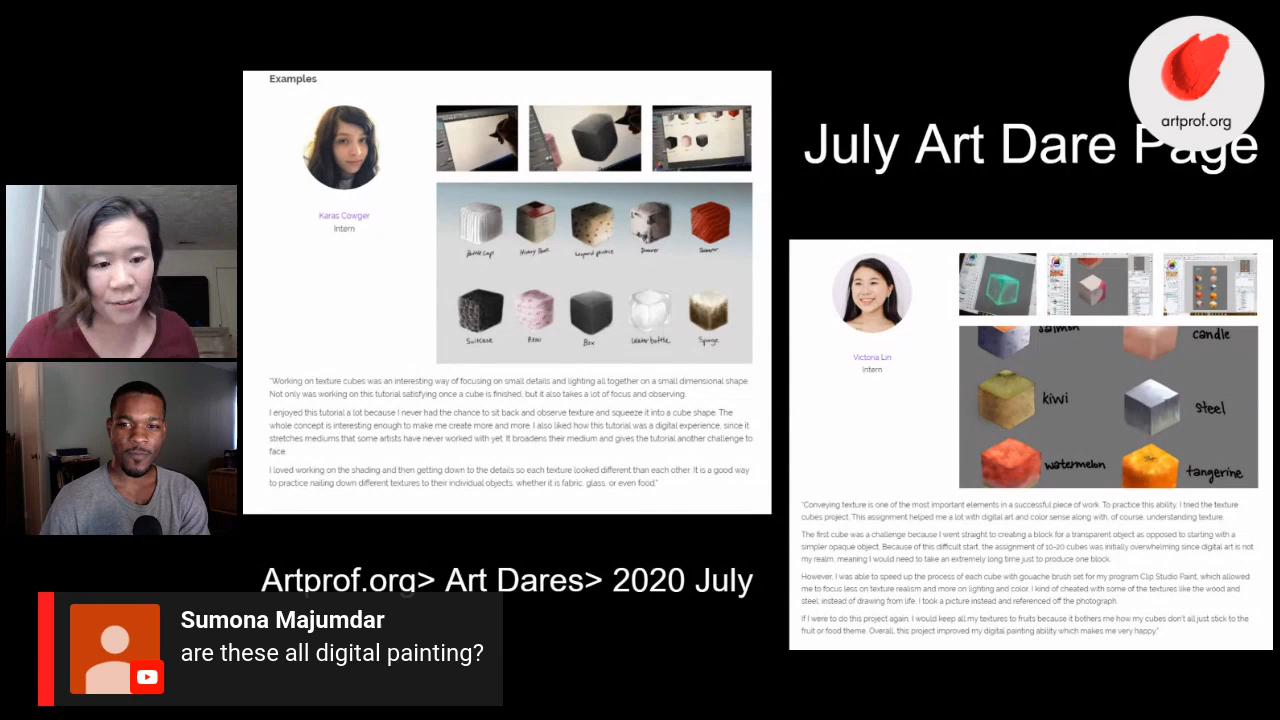 Examples
Karas Cowger
Intern
Bottle Caps
Leopard plushie
Suitcase
Pillow
Box
Water bottle
Sponge
"Working on texture cubes was an interesting way of focusing on small details and lighting all together on a small dimensional shape.
Not only was working on this tutorial satisfying once a cube is finished, but it also takes a lot of focus and observing.
I enjoyed this tutorial a lot because I never had the chance to sit back and observe texture and squeeze it into a cube shape. The
whole concept is interesting enough to make me create more and more. I also liked how this tutorial was a digital experience, since it
stretches mediums that some artists have never worked with yet. It broadens their medium and gives the tutorial another challenge to
face.
I loved working on the shading and then getting down to the details so each texture looked different than each other. It is a good way
to practice nailing down different textures to their individual objects, whether it is fabric, glass, or even food."
artprof.org
July Art Dare Page
Victoria Lin
Intern
salmon
candle
kiwi
steel
watermelon
tangerine
"Conveying texture is one of the most important elements in a successful piece of work. To practice this ability, I tried the texture
cubes project. This assignment helped me a lot with digital art and color sense along with, of course, understanding texture.
The first cube was a challenge because I went straight to creating a block for a transparent object as opposed to starting with a
simpler opaque object. Because of this difficult start, the assignment of 10-20 cubes was initially overwhelming since digital art is not
my realm, meaning I would need to take an extremely long time just to produce one block.
However, I was able to speed up the process of each cube with gouache brush set for my program Clip Studio Paint, which allowed
me to focus less on texture realism and more on lighting and color. I kind of cheated with some of the textures like the wood and
steel; instead of drawing from life, I took a picture instead and referenced off the photograph.
If I were to do this project again, I would keep all my textures to fruits because it bothers me how my cubes don't all just stick to the
fruit or food theme. Overall, this project improved my digital painting ability which makes me very happy."
Artprof.org> Art Dares> 2020 July
Sumona Majumdar
are these all digital painting?